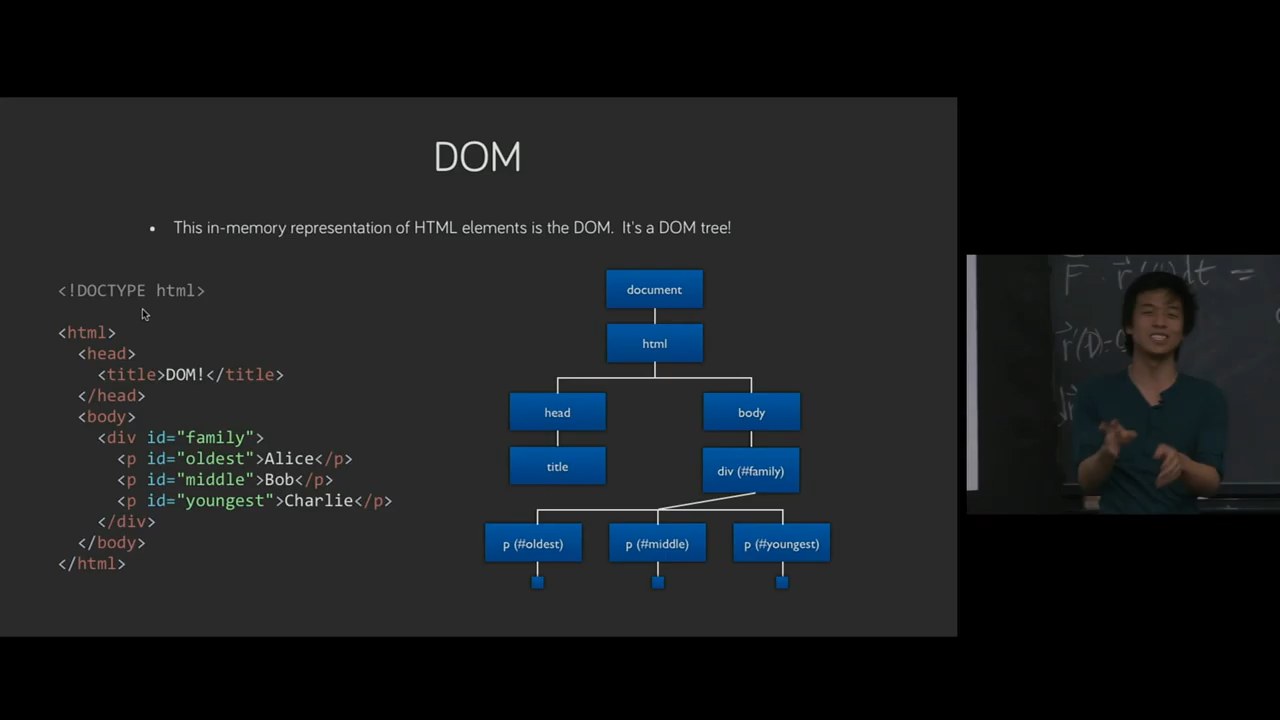 DOM
• This in-memory representation of HTML elements is the DOM. It's a DOM tree!
<!DOCTYPE html>
<html>
<head>
<title>DOM!</title>
</head>
<body>
<div id="family">
<p id="oldest">Alice</p>
<p id="middle">Bob</p>
<p id="youngest">Charlie</p>
</div>
</body>
</html>
document
html
head
body
title
div (#family)
p (#oldest)
p (#middle)
p (#youngest)
F · r'(t)dt =